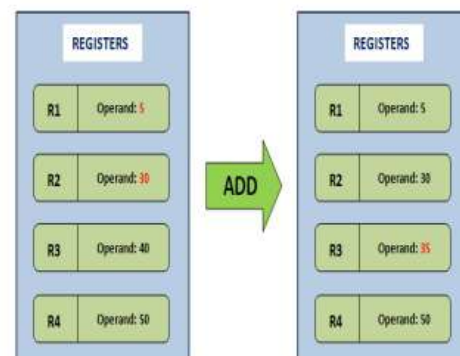 REGISTERS
R1 Operand: 5
R2 Operand: 30
R3 Operand: 40
R4 Operand: 50
ADD
REGISTERS
R1 Operand: 5
R2 Operand: 30
R3 Operand: 35
R4 Operand: 50